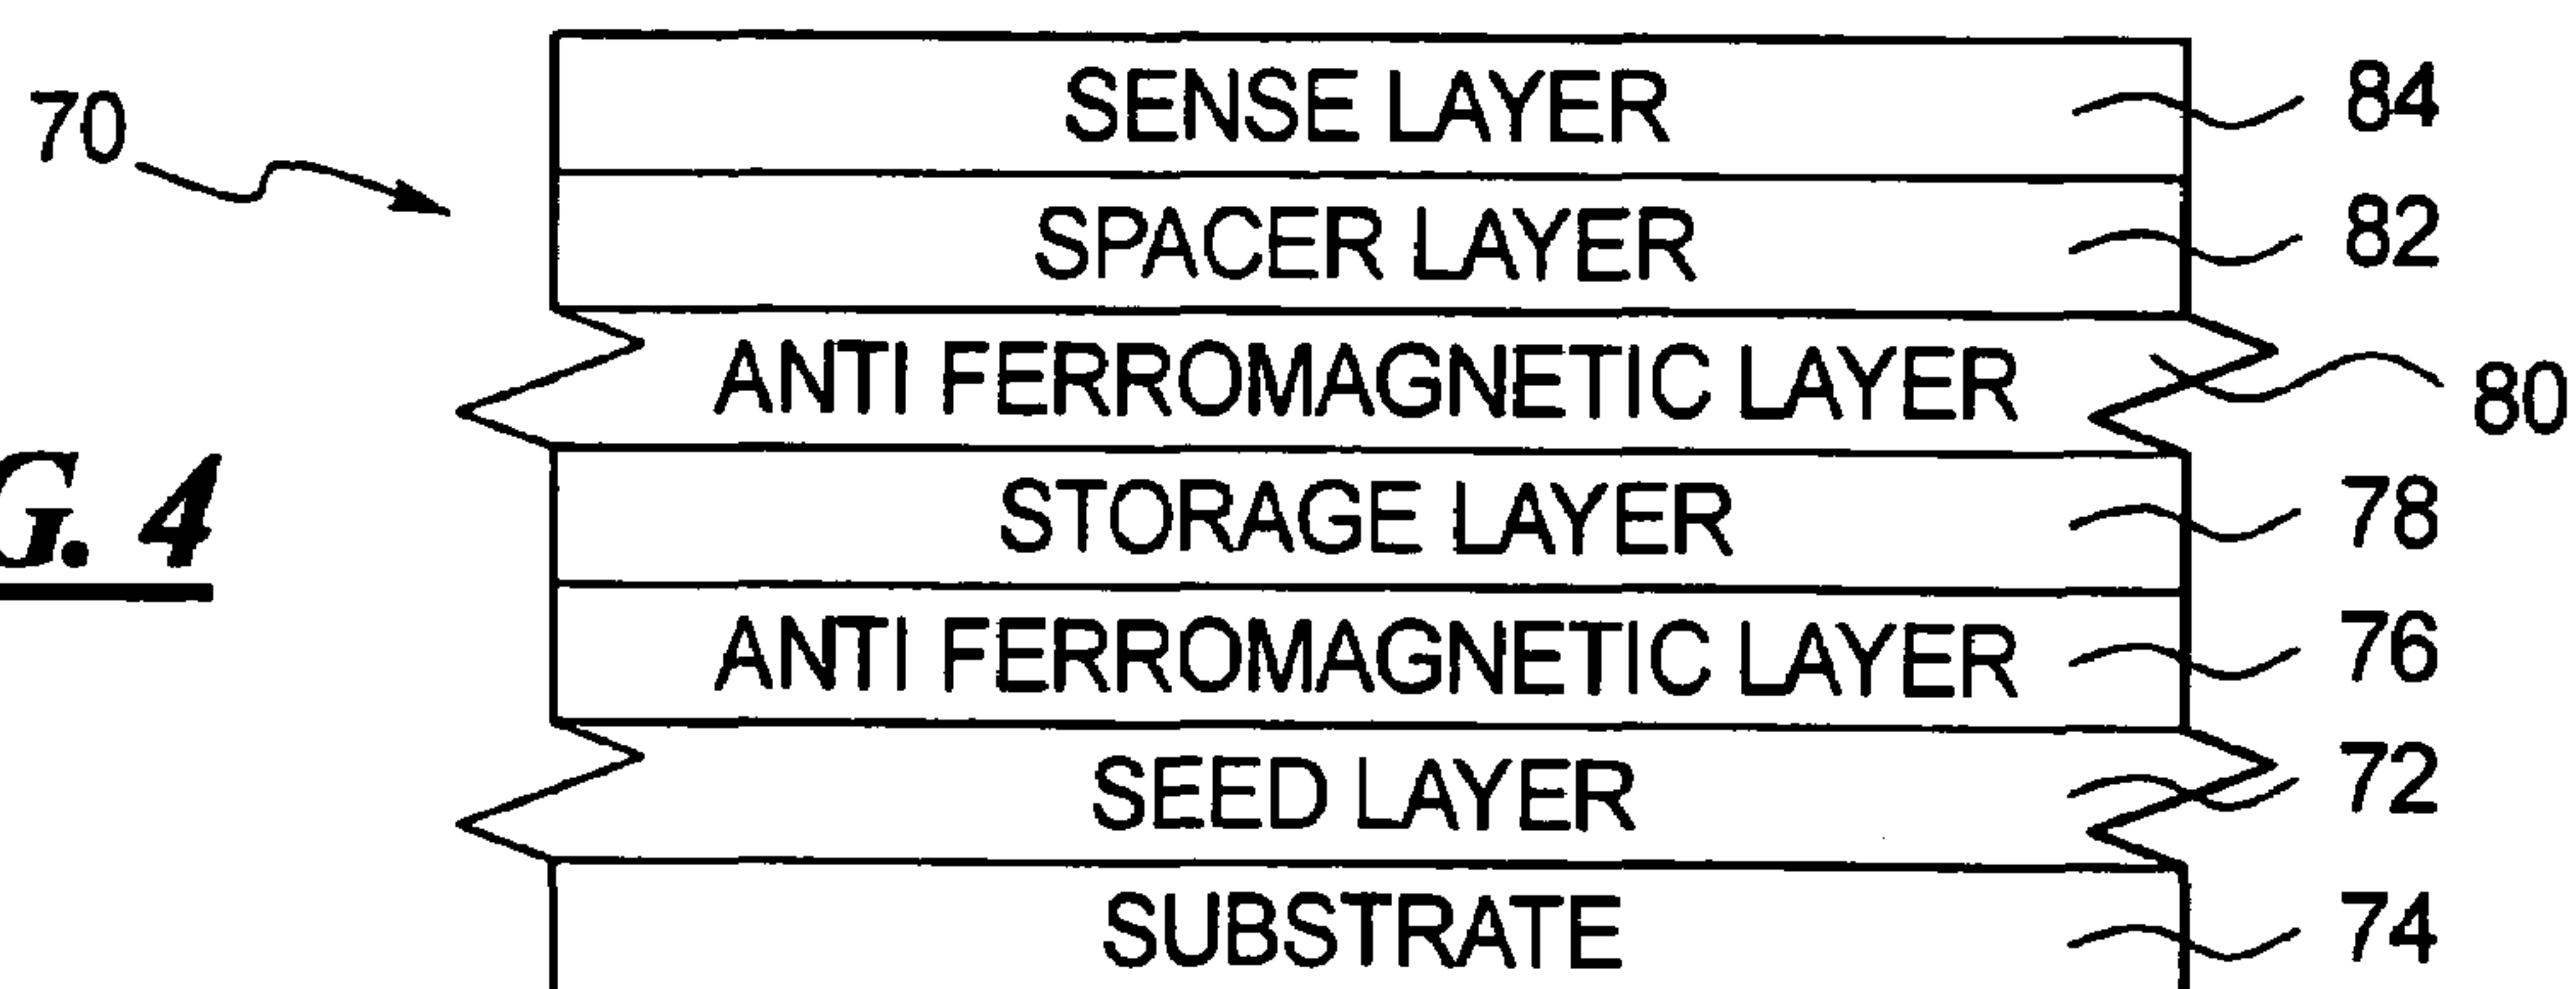 70
SENSE LAYER 84
SPACER LAYER 82
ANTI FERROMAGNETIC LAYER 80
G. 4
STORAGE LAYER 78
ANTI FERROMAGNETIC LAYER 76
SEED LAYER 72
SUBSTRATE 74